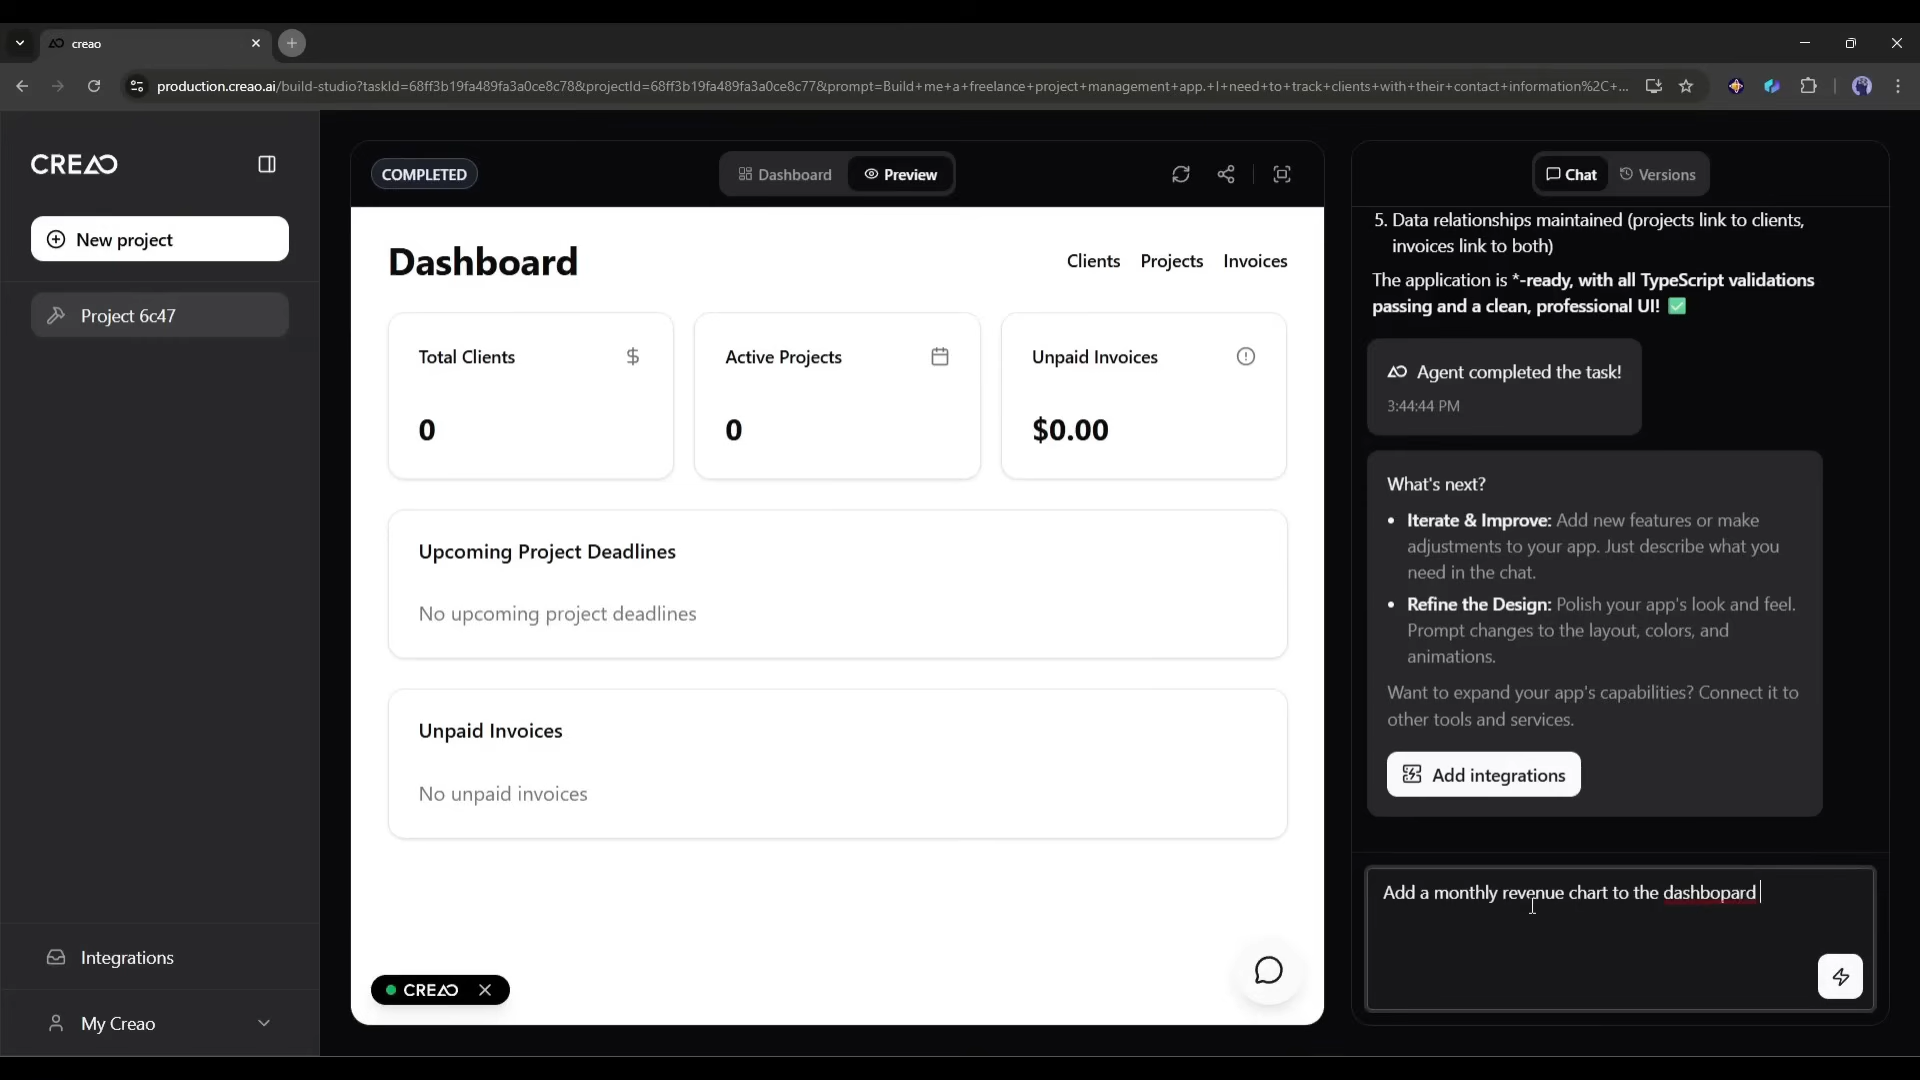 creao
production.creao.ai/build-studio?taskId=68ff3b19fa489fa3a0ce8c78&projectId=68ff3b19fa489fa3a0ce8c77&prompt=Build+me+a+freelance+project+management+app.+I+need+to+track+clients+with+their+contact+information%2C+...
CREAO
New project
Project 6c47
Integrations
My Creao
COMPLETED
Dashboard
Preview
Dashboard
Clients
Projects
Invoices
Total Clients
$
0
Active Projects
0
Unpaid Invoices
$0.00
Upcoming Project Deadlines
No upcoming project deadlines
Unpaid Invoices
No unpaid invoices
CREAO
Chat
Versions
5. Data relationships maintained (projects link to clients,
invoices link to both)
The application is *-ready, with all TypeScript validations
passing and a clean, professional UI! ✅
Agent completed the task!
3:44:44 PM
What's next?
• Iterate & Improve: Add new features or make
adjustments to your app. Just describe what you
need in the chat.
• Refine the Design: Polish your app's look and feel.
Prompt changes to the layout, colors, and
animations.
Want to expand your app's capabilities? Connect it to
other tools and services.
Add integrations
Add a monthly revenue chart to the dashbopard